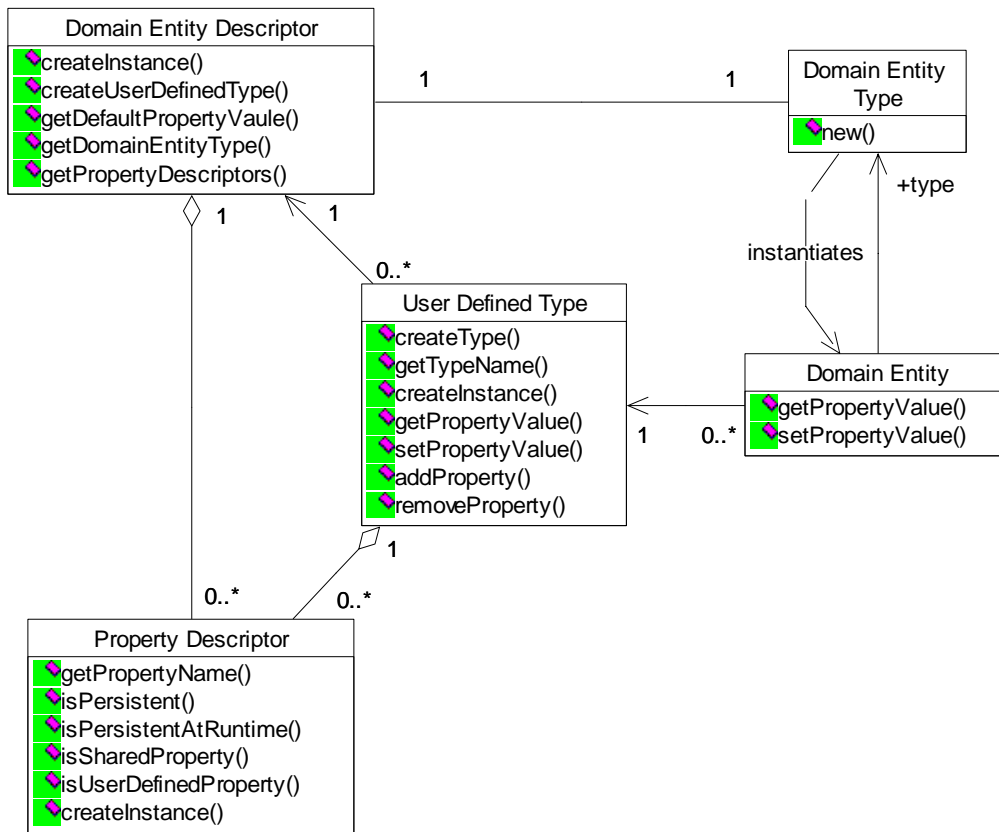 Domain Entity Descriptor
createInstance()
createUserDefinedType()
getDefaultPropertyVaule()
getDomainEntityType()
getPropertyDescriptors()
1
1
Domain Entity
Type
new()
+type
instantiates
1
1
0..*
User Defined Type
createType()
getTypeName()
createInstance()
getPropertyValue()
setPropertyValue()
addProperty()
removeProperty()
Domain Entity
getPropertyValue()
setPropertyValue()
1
0..*
1
0..*
0..*
Property Descriptor
getPropertyName()
isPersistent()
isPersistentAtRuntime()
isSharedProperty()
isUserDefinedProperty()
createInstance()